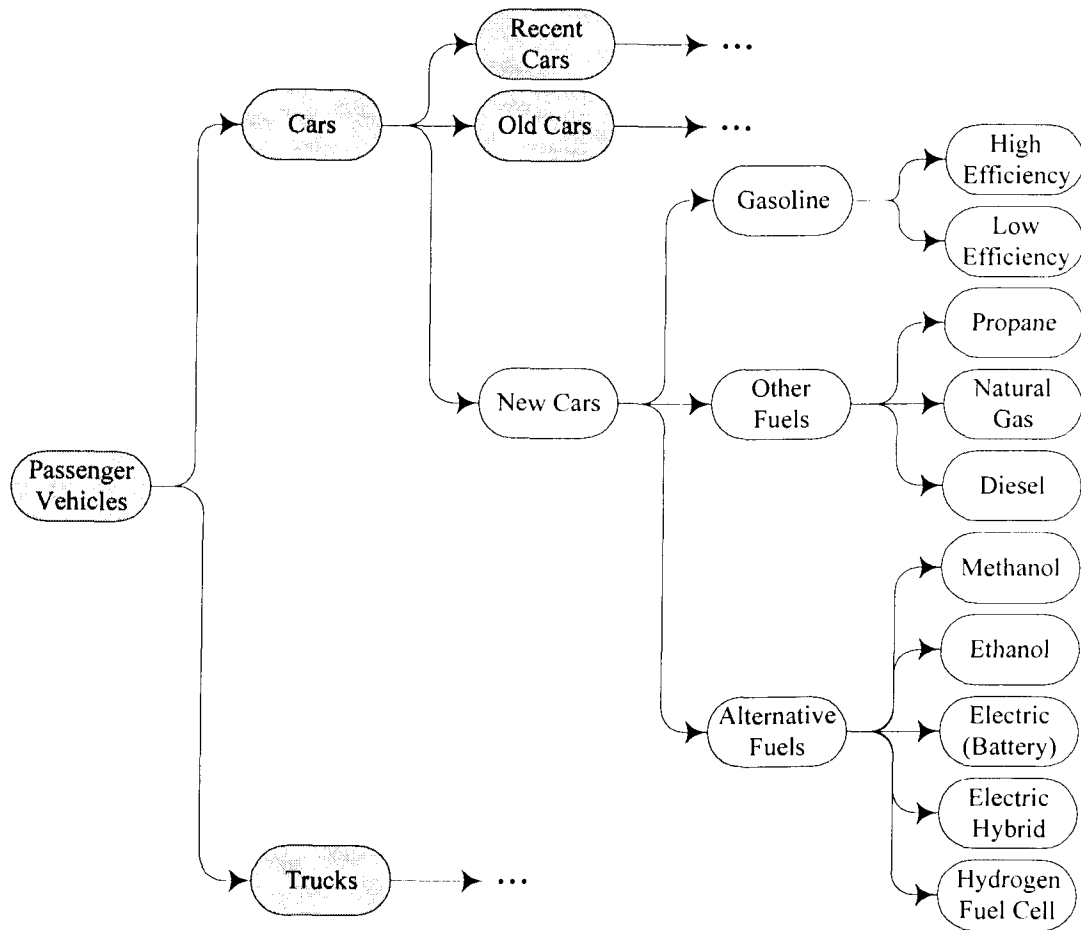 Recent
Cars
...
Cars
Old Cars
...
High
Efficiency
Gasoline
Low
Efficiency
Propane
New Cars
Other
Fuels
Natural
Gas
Passenger
Vehicles
Diesel
Methanol
Ethanol
Alternative
Fuels
Electric
(Battery)
Electric
Hybrid
Trucks
...
Hydrogen
Fuel Cell